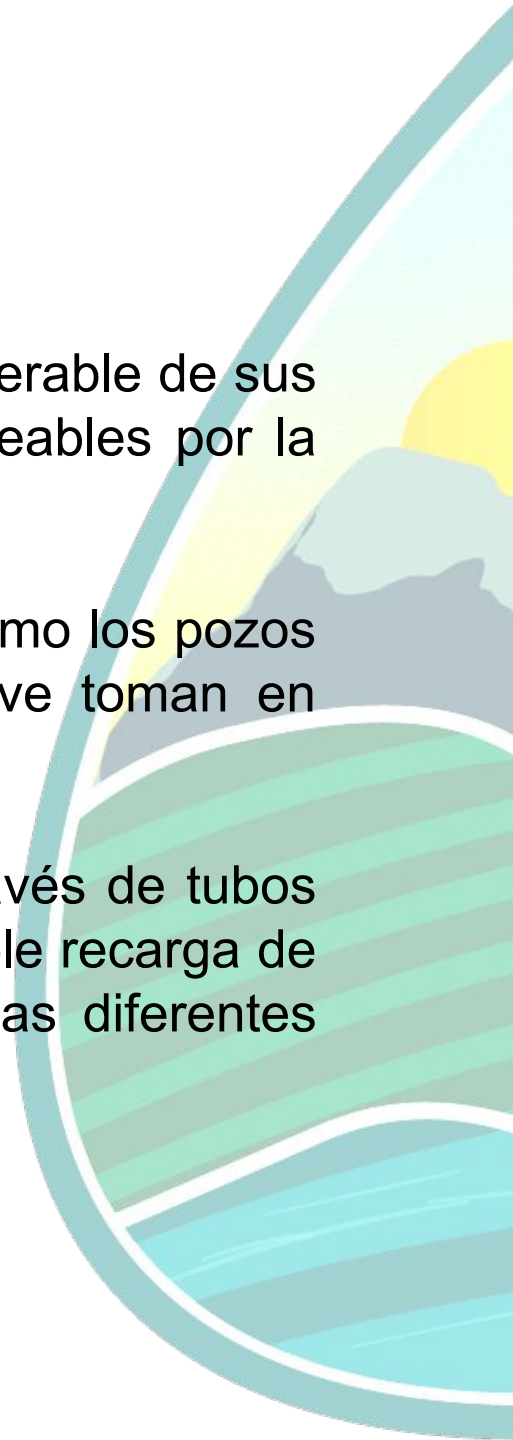 erable de sus
eables por la
mo los pozos
ve toman en
avés de tubos
le recarga de
as diferentes